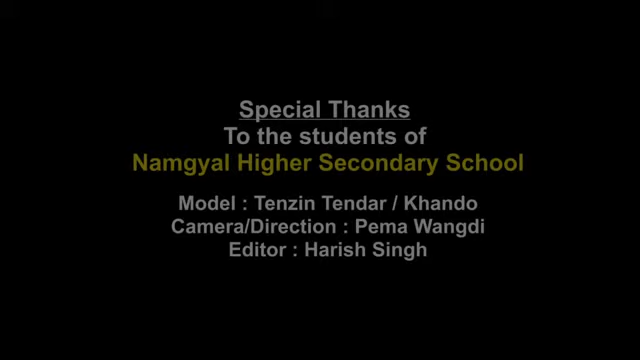 Special Thanks
To the students of
Namgyal Higher Secondary School
Model : Tenzin Tendar / Khando
Camera/Direction : Pema Wangdi
Editor : Harish Singh